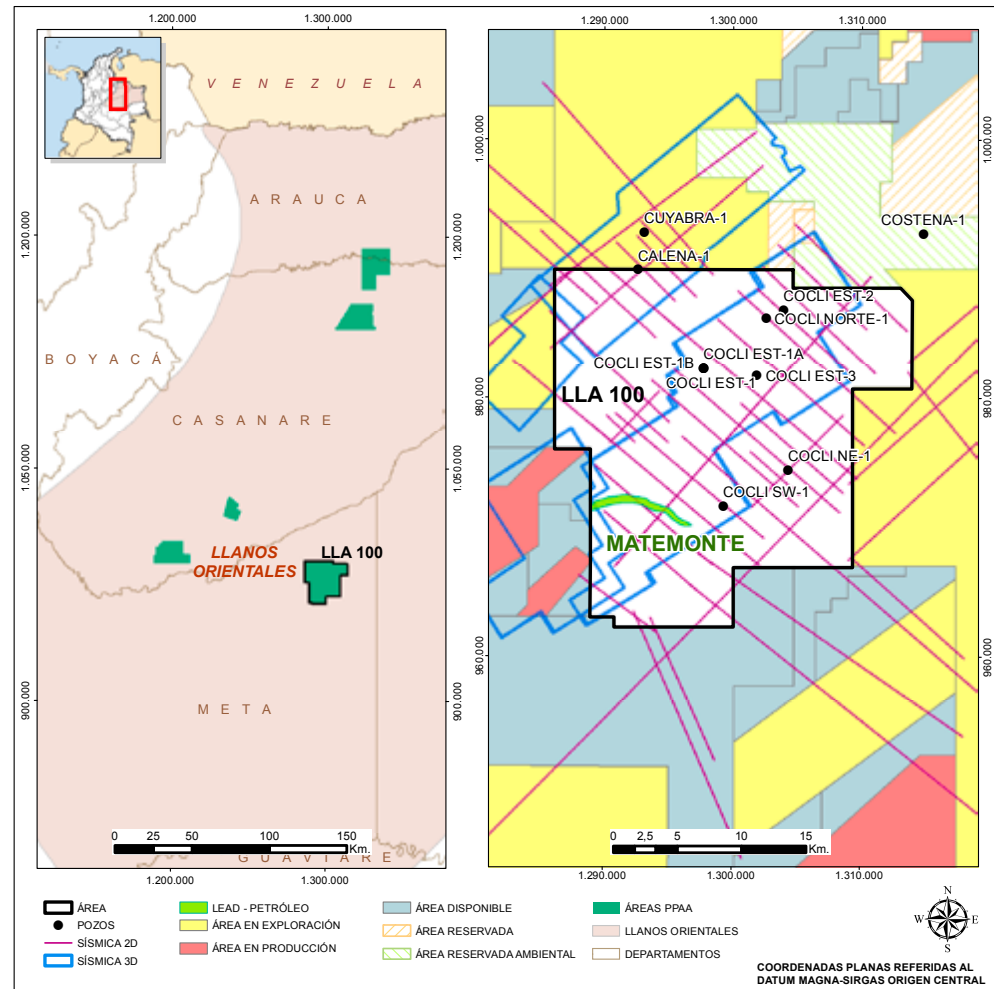 1.200.000
1.300.000
VENEZUELA
ARAUCA
1.200.000
1.200.000
BOYACÁ
CASANARE
1.050.000
1.050.000
LLANOS
ORIENTALES
LLA 100
900.000
900.000
META
0 25 50 100 150
Km.
GUAVIARE
1.200.000
1.300.000
1.290.000
1.300.000
1.310.000
1.000.000
1.000.000
CUYABRA-1
COSTENA-1
CALENA-1
COCLI EST-2
COCLI NORTE-1
COCLI EST-1A
COCLI EST-1B
COCLI EST-1
COCLI EST-3
LLA 100
980.000
980.000
COCLI NE-1
COCLI SW-1
MATEMONTE
960.000
960.000
0 2,5 5 10 15
Km.
1.290.000
1.300.000
1.310.000
ÁREA
POZOS
SÍSMICA 2D
SÍSMICA 3D
LEAD - PETRÓLEO
ÁREA EN EXPLORACIÓN
ÁREA EN PRODUCCIÓN
ÁREA DISPONIBLE
ÁREA RESERVADA
ÁREA RESERVADA AMBIENTAL
ÁREAS PPAA
LLANOS ORIENTALES
DEPARTAMENTOS
N
W E
S
COORDENADAS PLANAS REFERIDAS AL
DATUM MAGNA-SIRGAS ORIGEN CENTRAL